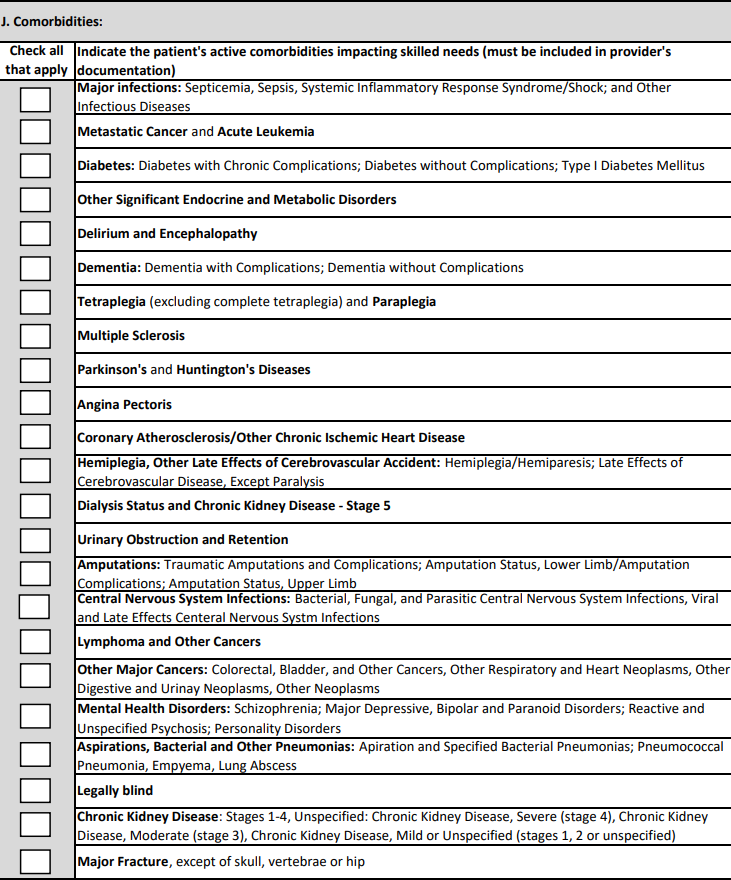 J. Comorbidities:
Check all
that apply
Indicate the patient's active comorbidities impacting skilled needs (must be included in provider's
documentation)
Major infections: Septicemia, Sepsis, Systemic Inflammatory Response Syndrome/Shock; and Other
Infectious Diseases
Metastatic Cancer and Acute Leukemia
Diabetes: Diabetes with Chronic Complications; Diabetes without Complications; Type I Diabetes Mellitus
Other Significant Endocrine and Metabolic Disorders
Delirium and Encephalopathy
Dementia: Dementia with Complications; Dementia without Complications
Tetraplegia (excluding complete tetraplegia) and Paraplegia
Multiple Sclerosis
Parkinson's and Huntington's Diseases
Angina Pectoris
Coronary Atherosclerosis/Other Chronic Ischemic Heart Disease
Hemiplegia, Other Late Effects of Cerebrovascular Accident: Hemiplegia/Hemiparesis; Late Effects of
Cerebrovascular Disease, Except Paralysis
Dialysis Status and Chronic Kidney Disease - Stage 5
Urinary Obstruction and Retention
Amputations: Traumatic Amputations and Complications; Amputation Status, Lower Limb/Amputation
Complications; Amputation Status, Upper Limb
Central Nervous System Infections: Bacterial, Fungal, and Parasitic Central Nervous System Infections, Viral
and Late Effects Centeral Nervous Systm Infections
Lymphoma and Other Cancers
Other Major Cancers: Colorectal, Bladder, and Other Cancers, Other Respiratory and Heart Neoplasms, Other
Digestive and Urinay Neoplasms, Other Neoplasms
Mental Health Disorders: Schizophrenia; Major Depressive, Bipolar and Paranoid Disorders; Reactive and
Unspecified Psychosis; Personality Disorders
Aspirations, Bacterial and Other Pneumonias: Apiration and Specified Bacterial Pneumonias; Pneumococcal
Pneumonia, Empyema, Lung Abscess
Legally blind
Chronic Kidney Disease: Stages 1-4, Unspecified: Chronic Kidney Disease, Severe (stage 4), Chronic Kidney
Disease, Moderate (stage 3), Chronic Kidney Disease, Mild or Unspecified (stages 1, 2 or unspecified)
Major Fracture, except of skull, vertebrae or hip